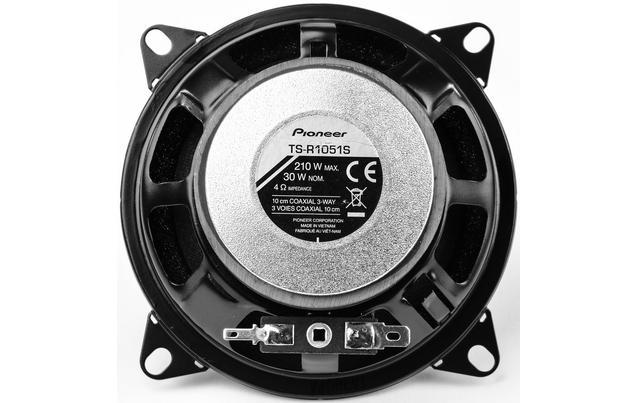 Pioneer
TS-R1051S
210 W MAX.
30 W NOM.
4 Ω IMPEDANCE
CE
10 cm COAXIAL 3-WAY
3 VOIES COAXIAL 10 cm
PIONEER CORPORATION
MADE IN VIETNAM
FABRIQUÉ AU VIÊT-NAM